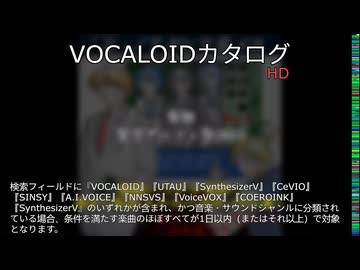 VOCALOIDカタログ
HD
検索フィールドに『VOCALOID』『UTAU』『SynthesizerV』『CeVIO』
『SINSY』『A.I.VOICE』『NNSVS』『VoiceVOX』『COEROINK』
『SynthesizerV』のいずれかが含まれ、かつ音楽・サウンドジャンルに分類され
ている場合、条件を満たす楽曲のほぼすべてが1日以内（またはそれ以上）で対象
となります。